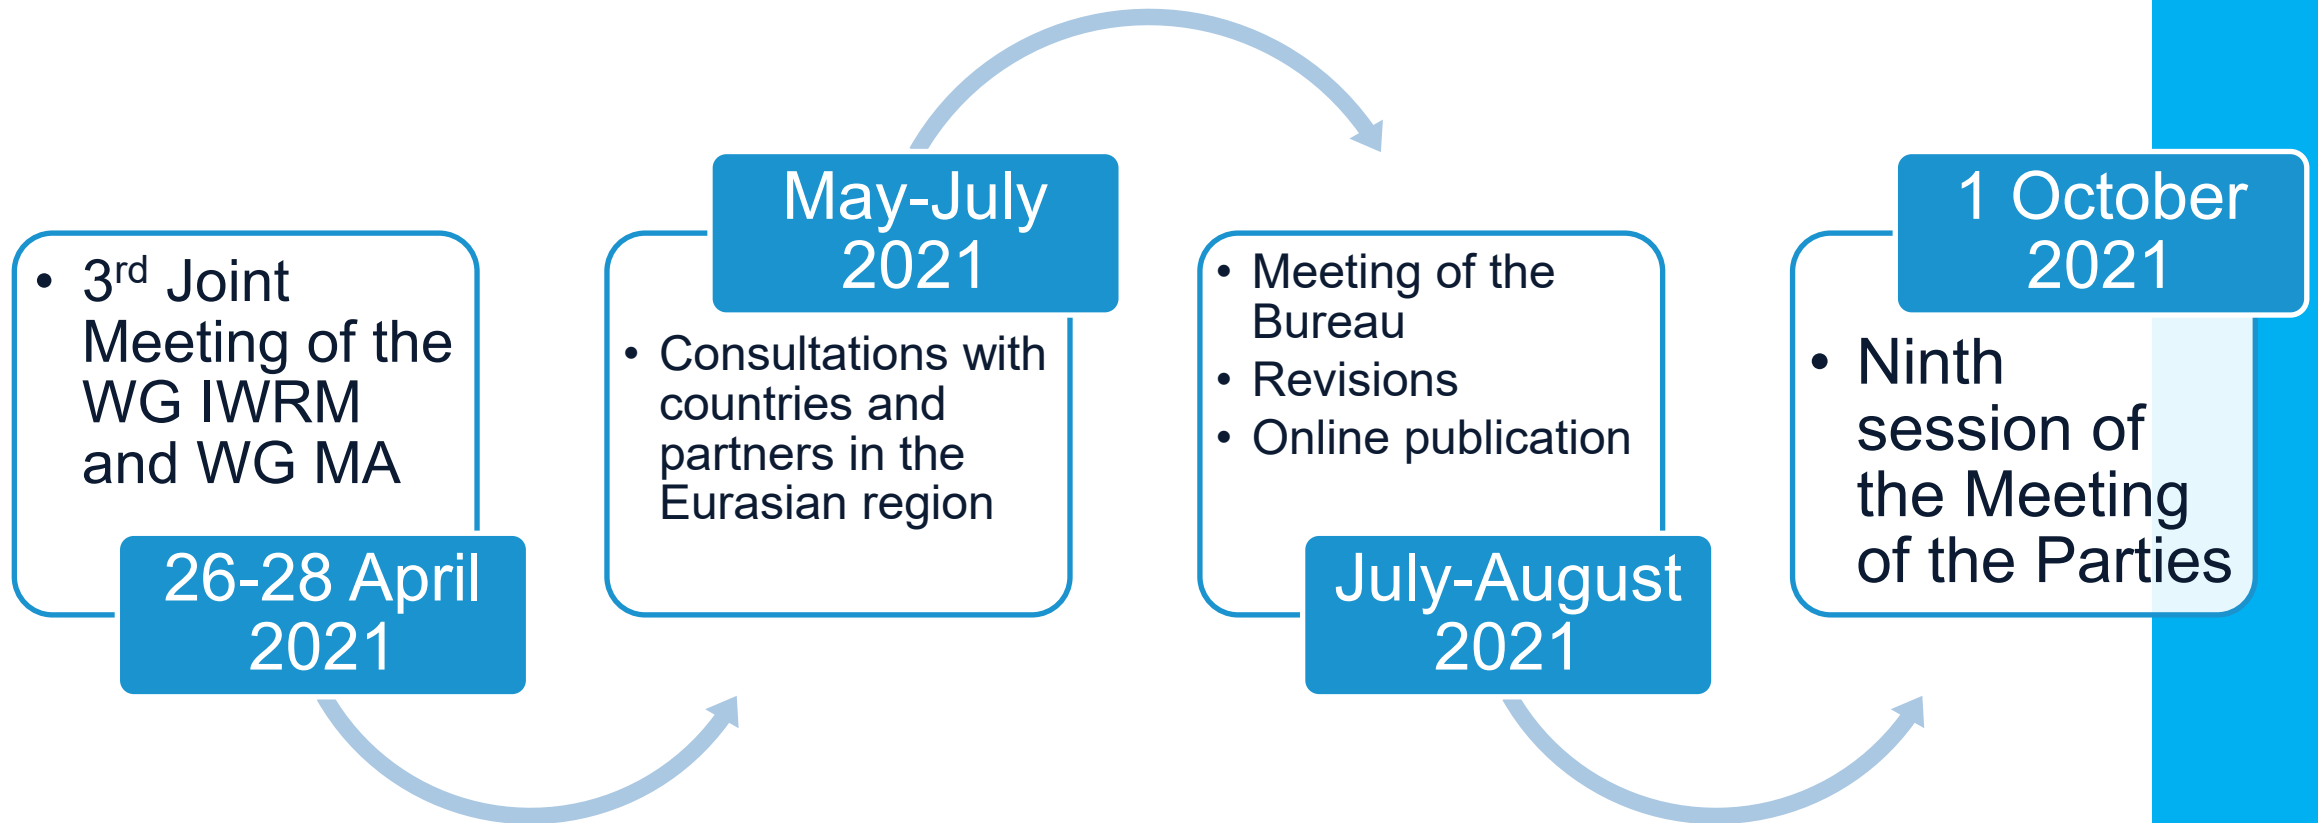 • 3rd Joint
Meeting of the
WG IWRM
and WG MA
26-28 April
2021
May-July
2021
• Consultations with
countries and
partners in the
Eurasian region
• Meeting of the
Bureau
• Revisions
• Online publication
July-August
2021
1 October
2021
• Ninth
session of
the Meeting
of the Parties